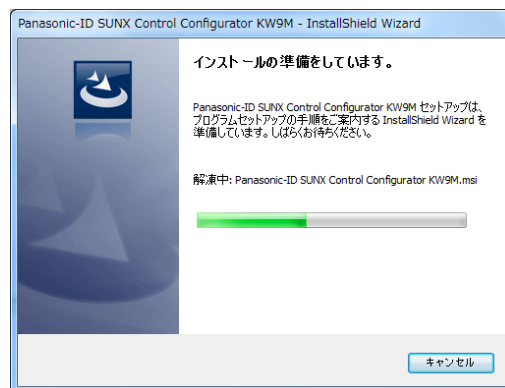 Panasonic-ID SUNX Control Configurator KW9M - InstallShield Wizard
インストールの準備をしています。
Panasonic-ID SUNX Control Configurator KW9M セットアップは、
プログラムセットアップの手順をご案内する InstallShield Wizard を
準備しています。しばらくお待ちください。
解凍中: Panasonic-ID SUNX Control Configurator KW9M.msi
キャンセル